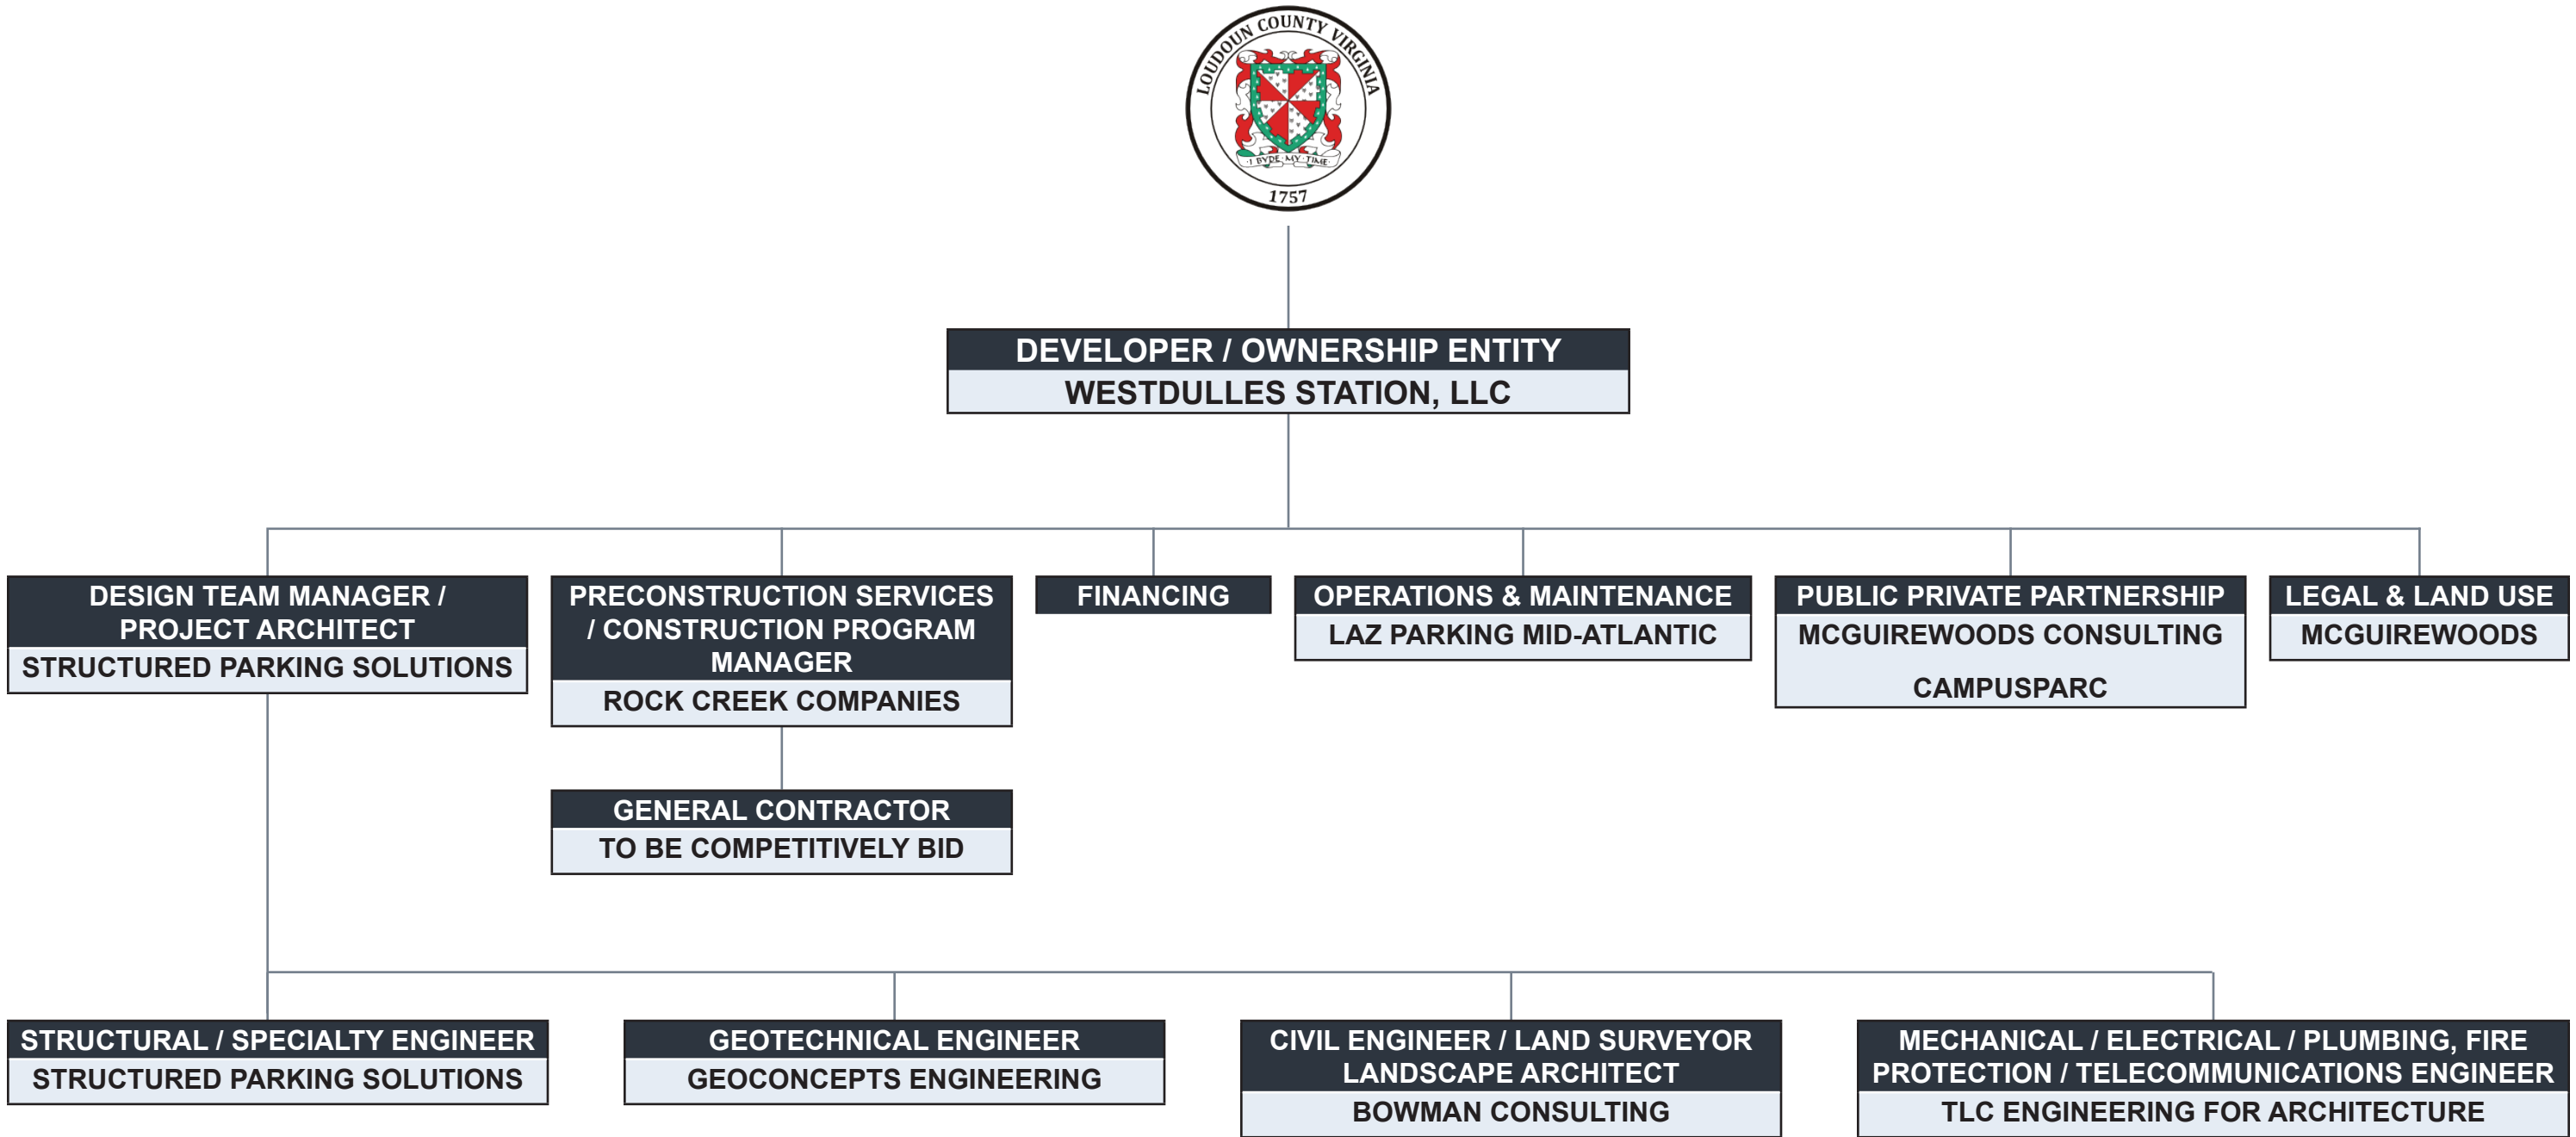 LOUDOUN COUNTY VIRGINIA
I BYDE MY TIME
1757
DEVELOPER / OWNERSHIP ENTITY
WESTDULLES STATION, LLC
DESIGN TEAM MANAGER /
PROJECT ARCHITECT
STRUCTURED PARKING SOLUTIONS
PRECONSTRUCTION SERVICES
/ CONSTRUCTION PROGRAM
MANAGER
ROCK CREEK COMPANIES
FINANCING
OPERATIONS & MAINTENANCE
LAZ PARKING MID-ATLANTIC
PUBLIC PRIVATE PARTNERSHIP
MCGUIREWOODS CONSULTING
CAMPUSPARC
LEGAL & LAND USE
MCGUIREWOODS
GENERAL CONTRACTOR
TO BE COMPETITIVELY BID
STRUCTURAL / SPECIALTY ENGINEER
STRUCTURED PARKING SOLUTIONS
GEOTECHNICAL ENGINEER
GEOCONCEPTS ENGINEERING
CIVIL ENGINEER / LAND SURVEYOR
LANDSCAPE ARCHITECT
BOWMAN CONSULTING
MECHANICAL / ELECTRICAL / PLUMBING, FIRE
PROTECTION / TELECOMMUNICATIONS ENGINEER
TLC ENGINEERING FOR ARCHITECTURE